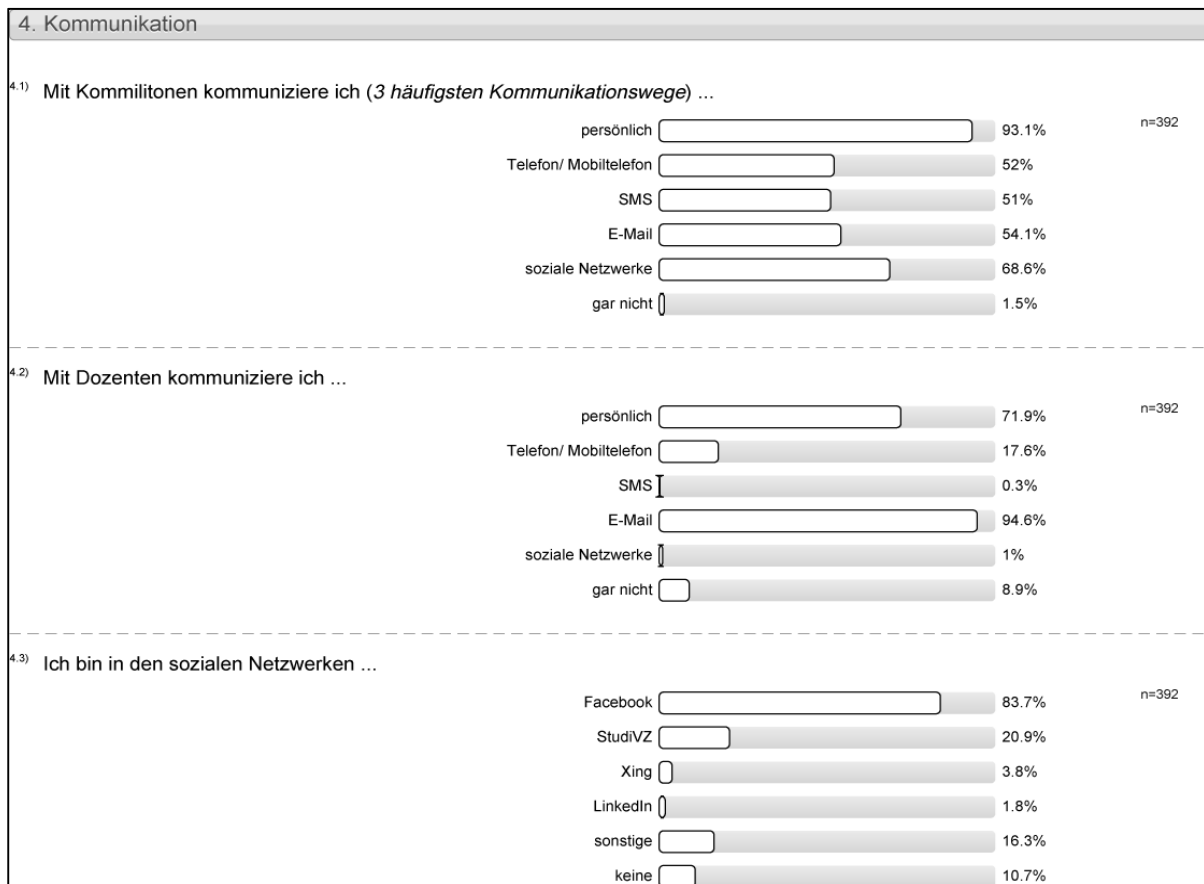 4. Kommunikation
4.1) Mit Kommilitonen kommuniziere ich (3 häufigsten Kommunikationswege) ...
persönlich 93.1% n=392
Telefon/ Mobiltelefon 52%
SMS 51%
E-Mail 54.1%
soziale Netzwerke 68.6%
gar nicht 1.5%
4.2) Mit Dozenten kommuniziere ich ...
persönlich 71.9% n=392
Telefon/ Mobiltelefon 17.6%
SMS 0.3%
E-Mail 94.6%
soziale Netzwerke 1%
gar nicht 8.9%
4.3) Ich bin in den sozialen Netzwerken ...
Facebook 83.7% n=392
StudiVZ 20.9%
Xing 3.8%
LinkedIn 1.8%
sonstige 16.3%
keine 10.7%